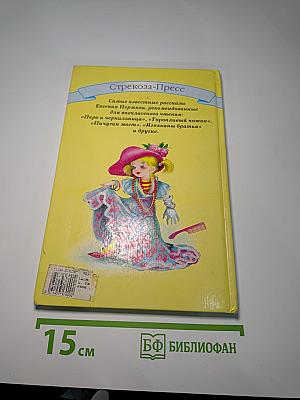 Стрекоза-Пресс
Самые известные рассказы
Евгения Пермяка, рекомендованные
для внеклассного чтения:
«Перо и чернильница», «Торопливый ножик»,
«Пичугин мост», «Изюмкины братья»
и другие.
15 см
БФ БИБЛИОФАН